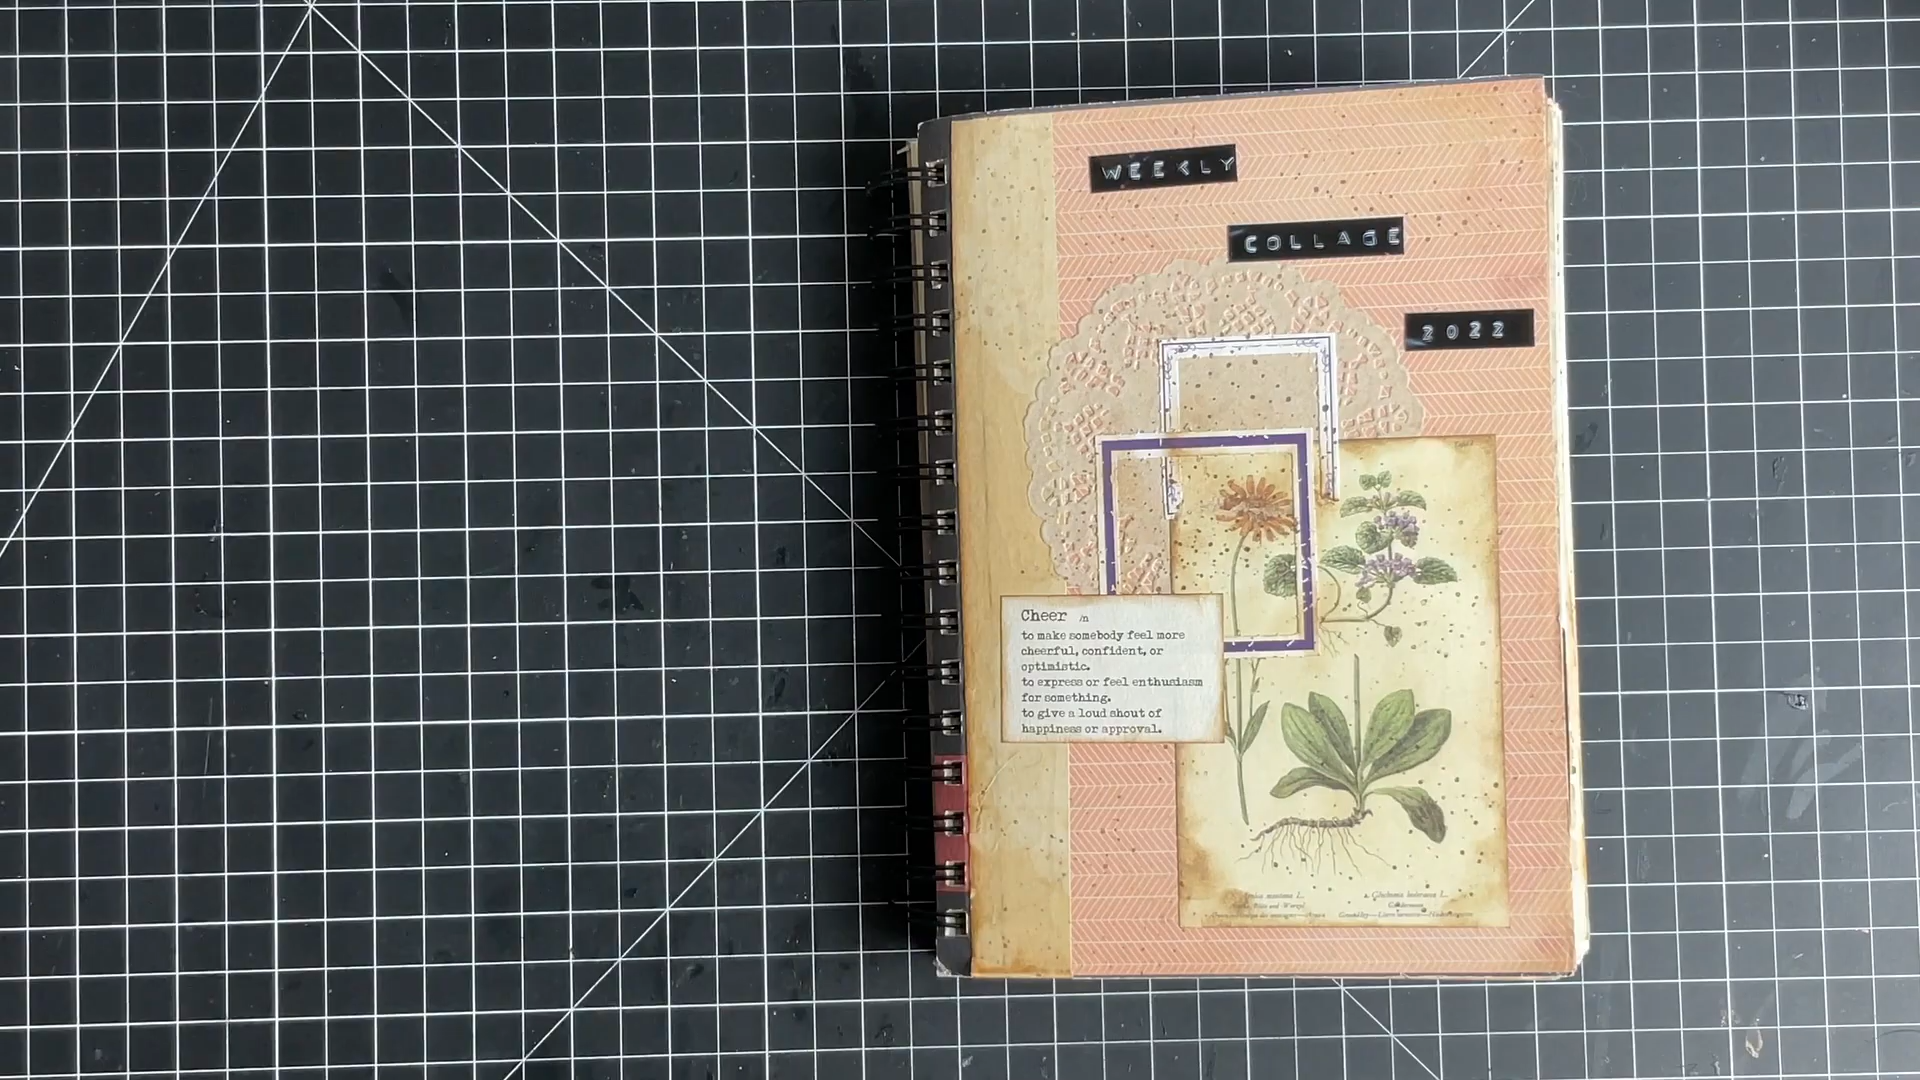 WEEKLY
COLLAGE
2022
Cheer /n
to make somebody feel more
cheerful, confident, or
optimistic.
to express or feel enthusiasm
for something.
to give a loud shout of
happiness or approval.